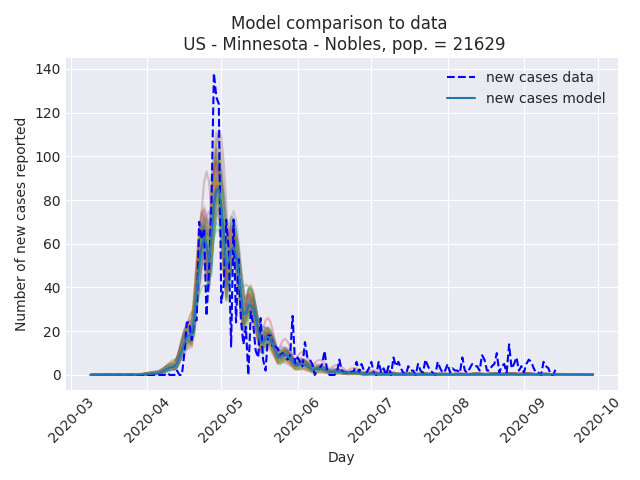 Model comparison to data
US - Minnesota - Nobles, pop. = 21629
new cases data
new cases model
Number of new cases reported
140
120
100
80
60
40
20
0
2020-03
2020-04
2020-05
2020-06
2020-07
2020-08
2020-09
2020-10
Day